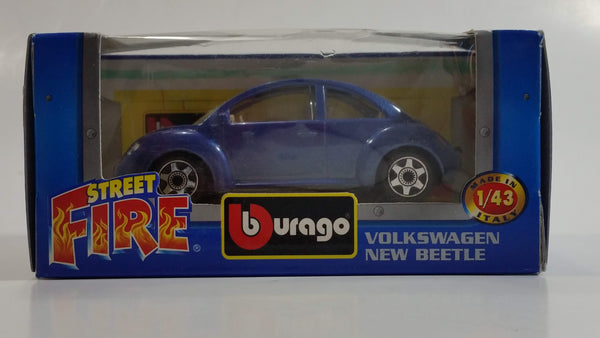 STREET
FIRE®
burago
VOLKSWAGEN
NEW BEETLE
MADE IN
1/43
ITALY